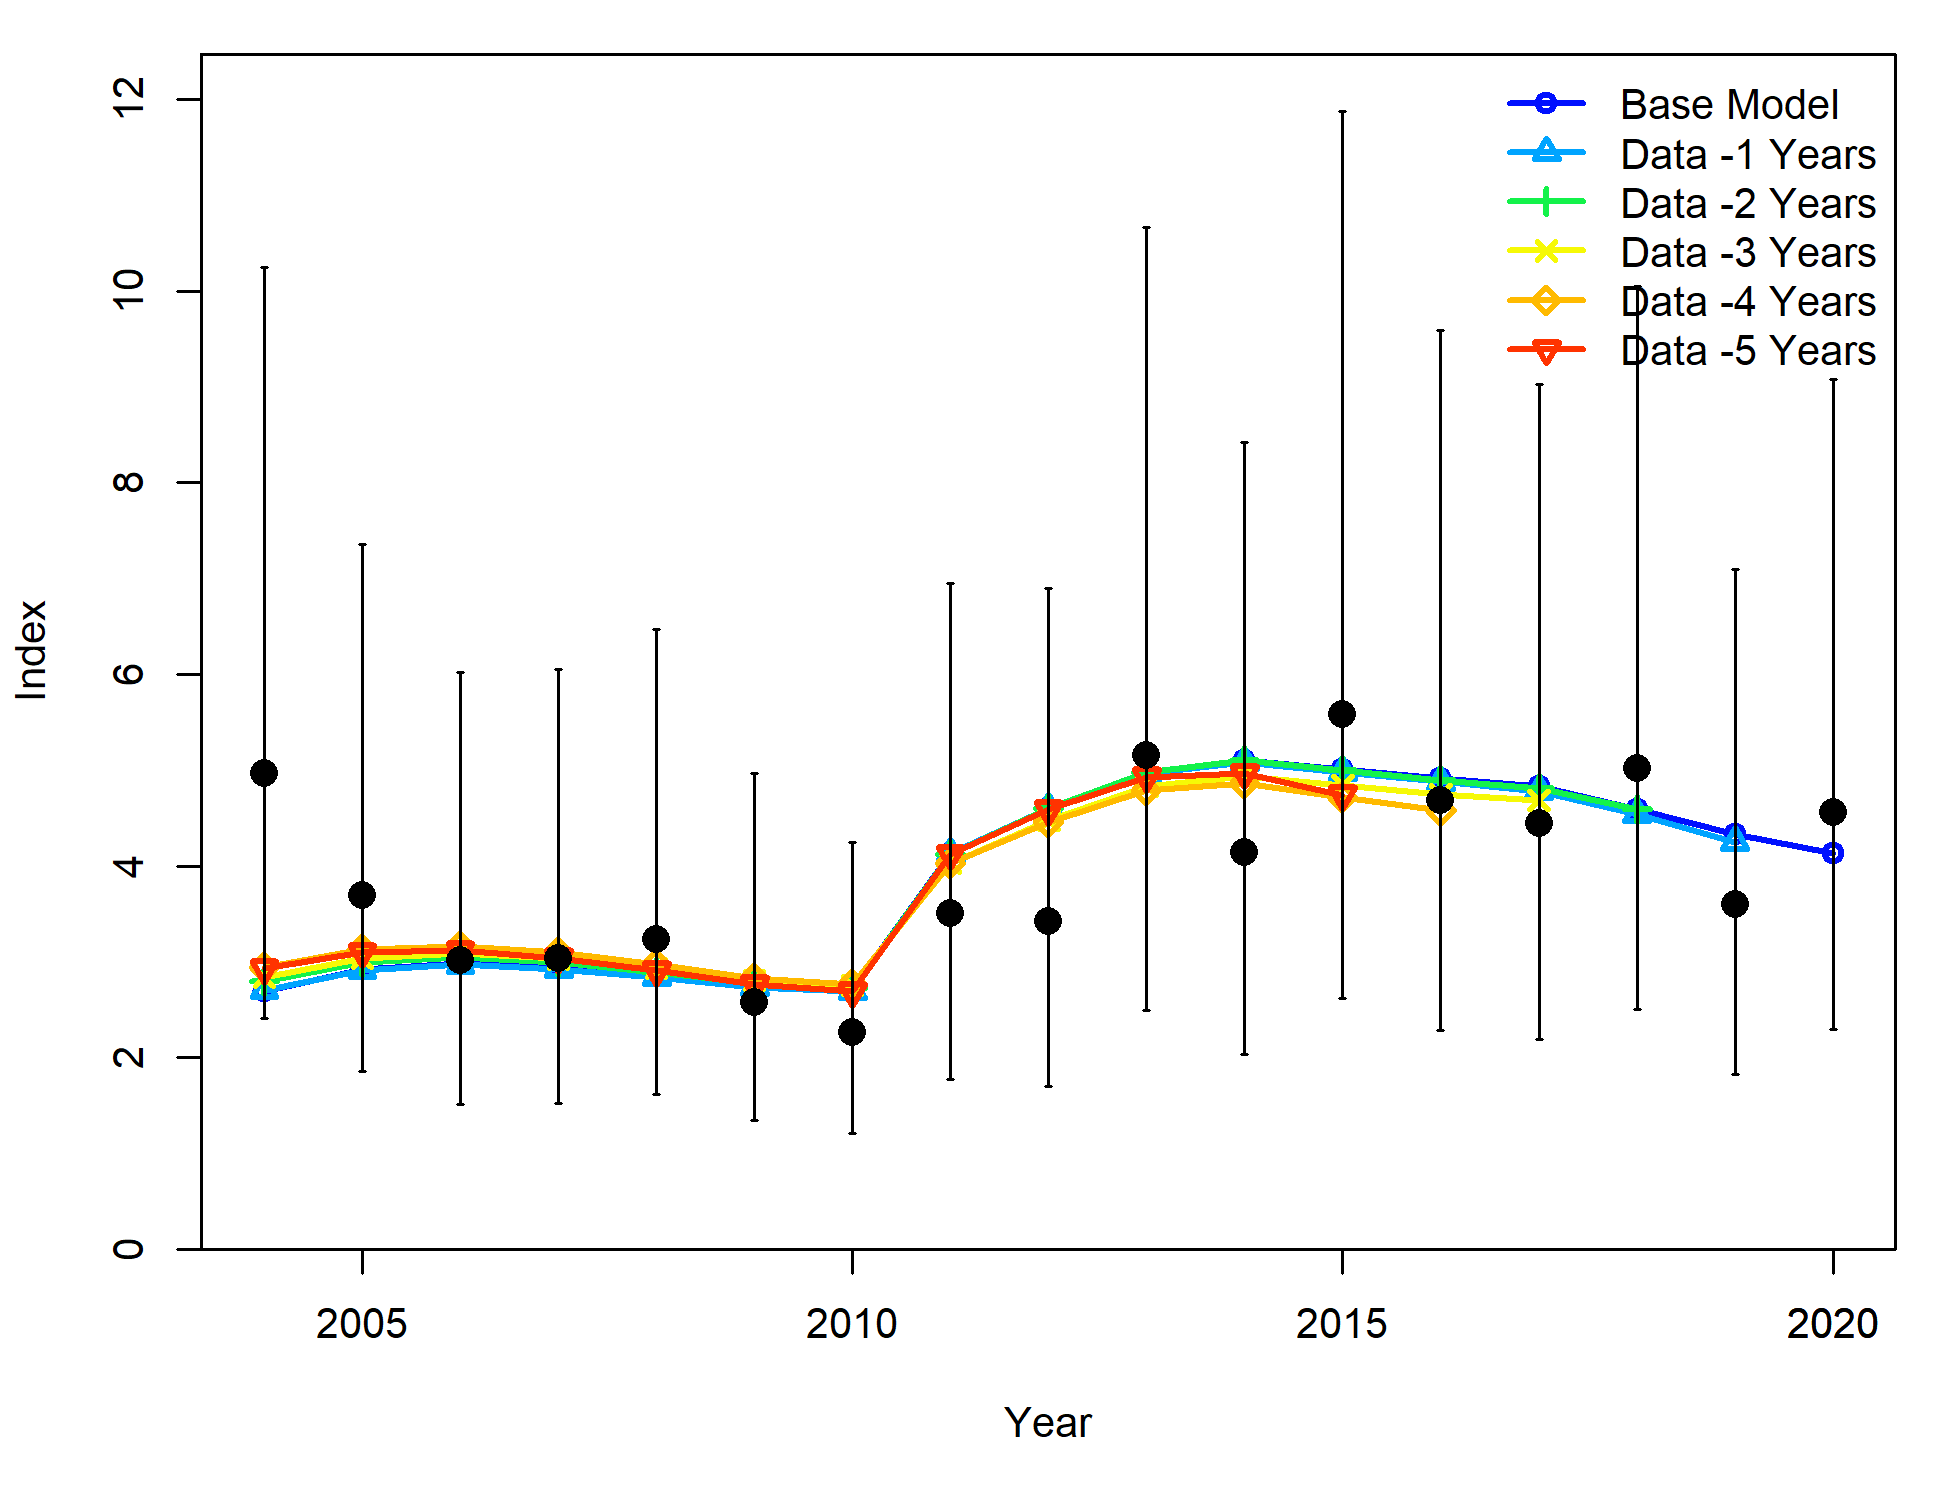 12
10
8
6
4
2
0
Index
Base Model
Data -1 Years
Data -2 Years
Data -3 Years
Data -4 Years
Data -5 Years
2005
2010
2015
2020
Year